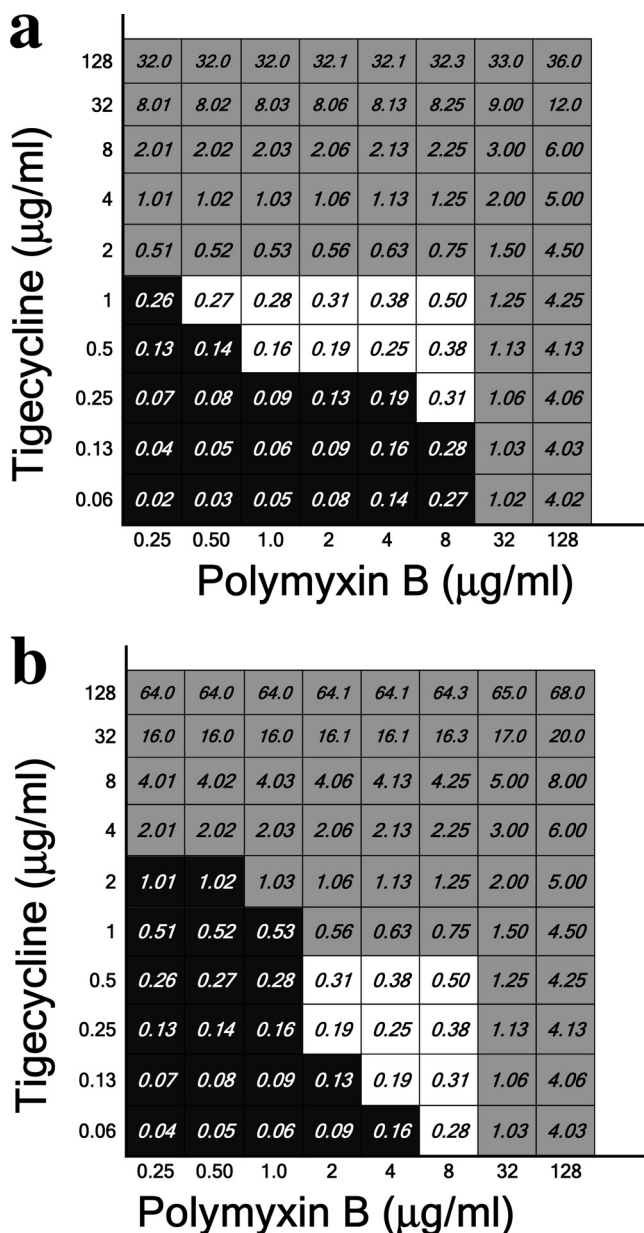 a
128 32.0 32.0 32.0 32.1 32.1 32.3 33.0 36.0
32 8.01 8.02 8.03 8.06 8.13 8.25 9.00 12.0
8 2.01 2.02 2.03 2.06 2.13 2.25 3.00 6.00
4 1.01 1.02 1.03 1.06 1.13 1.25 2.00 5.00
2 0.51 0.52 0.53 0.56 0.63 0.75 1.50 4.50
1 0.26 0.27 0.28 0.31 0.38 0.50 1.25 4.25
0.5 0.13 0.14 0.16 0.19 0.25 0.38 1.13 4.13
0.25 0.07 0.08 0.09 0.13 0.19 0.31 1.06 4.06
0.13 0.04 0.05 0.06 0.09 0.16 0.28 1.03 4.03
0.06 0.02 0.03 0.05 0.08 0.14 0.27 1.02 4.02
0.25 0.50 1.0 2 4 8 32 128
Tigecycline (µg/ml)
Polymyxin B (µg/ml)
b
128 64.0 64.0 64.0 64.1 64.1 64.3 65.0 68.0
32 16.0 16.0 16.0 16.1 16.1 16.3 17.0 20.0
8 4.01 4.02 4.03 4.06 4.13 4.25 5.00 8.00
4 2.01 2.02 2.03 2.06 2.13 2.25 3.00 6.00
2 1.01 1.02 1.03 1.06 1.13 1.25 2.00 5.00
1 0.51 0.52 0.53 0.56 0.63 0.75 1.50 4.50
0.5 0.26 0.27 0.28 0.31 0.38 0.50 1.25 4.25
0.25 0.13 0.14 0.16 0.19 0.25 0.38 1.13 4.13
0.13 0.07 0.08 0.09 0.13 0.19 0.31 1.06 4.06
0.06 0.04 0.05 0.06 0.09 0.16 0.28 1.03 4.03
0.25 0.50 1.0 2 4 8 32 128
Tigecycline (µg/ml)
Polymyxin B (µg/ml)